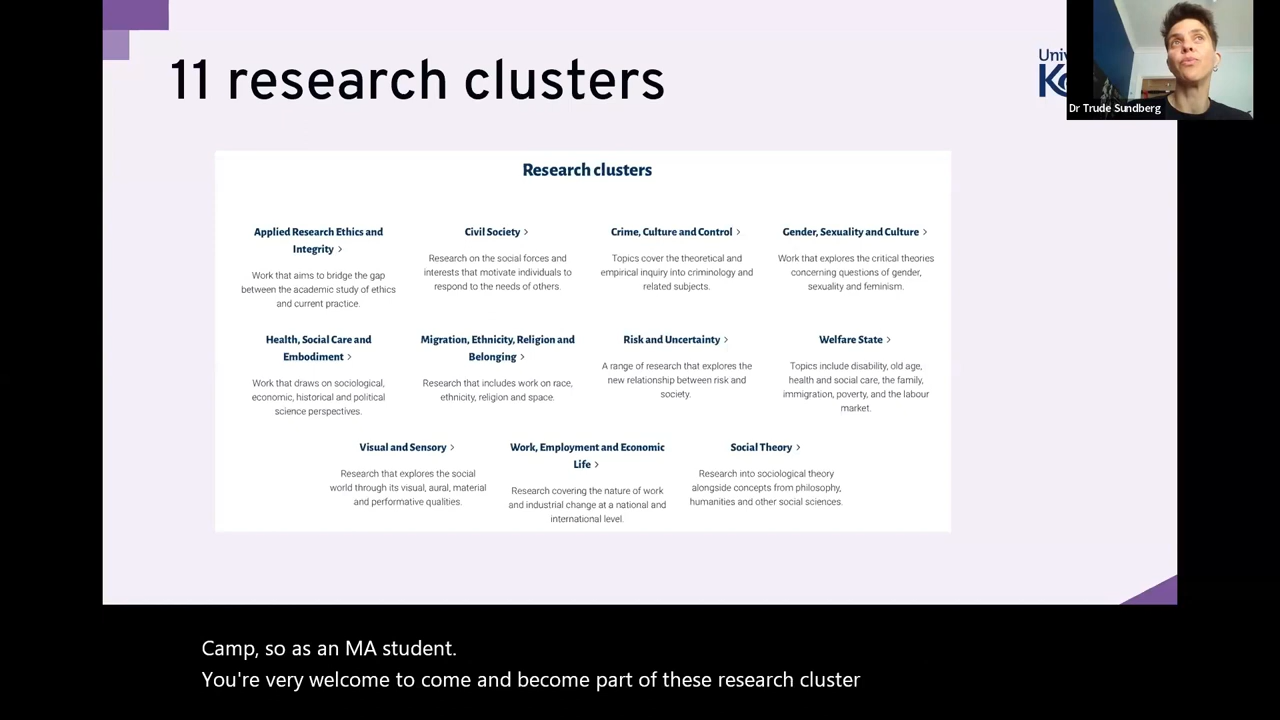 11 research clusters
Dr Trude Sundberg
Research clusters
Applied Research Ethics and
Integrity >
Work that aims to bridge the gap
between the academic study of ethics
and current practice.
Civil Society >
Research on the social forces and
interests that motivate individuals to
respond to the needs of others.
Crime, Culture and Control >
Topics cover the theoretical and
empirical inquiry into criminology and
related subjects.
Gender, Sexuality and Culture >
Work that explores the critical theories
concerning questions of gender,
sexuality and feminism.
Health, Social Care and
Embodiment >
Work that draws on sociological,
economic, historical and political
science perspectives.
Migration, Ethnicity, Religion and
Belonging >
Research that includes work on race,
ethnicity, religion and space.
Risk and Uncertainty >
A range of research that explores the
new relationship between risk and
society.
Welfare State >
Topics include disability, old age,
health and social care, the family,
immigration, poverty, and the labour
market.
Visual and Sensory >
Research that explores the social
world through its visual, aural, material
and performative qualities.
Work, Employment and Economic
Life >
Research covering the nature of work
and industrial change at a national and
international level.
Social Theory >
Research into sociological theory
alongside concepts from philosophy,
humanities and other social sciences.
Camp, so as an MA student.
You're very welcome to come and become part of these research cluster